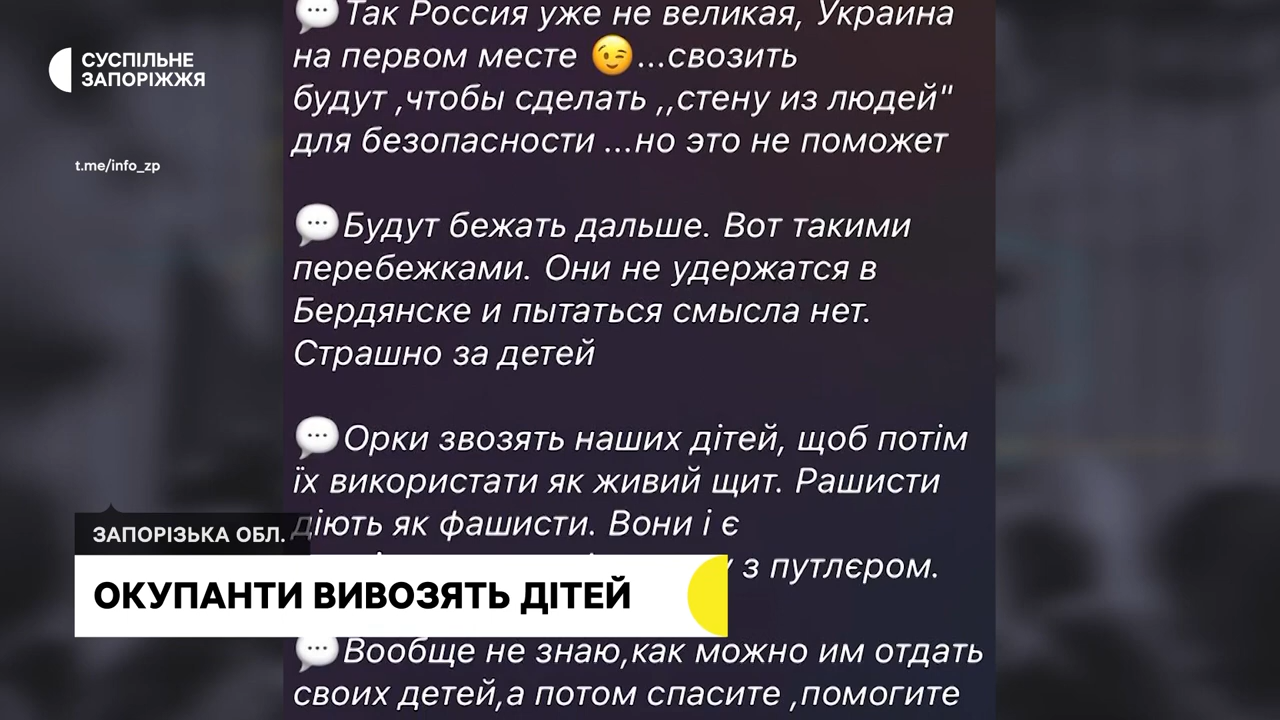 СУСПІЛЬНЕ
ЗАПОРІЖЖЯ
t.me/info_zp
Так Россия уже не великая, Украина
на первом месте 😉...свозить
будут ,чтобы сделать ,,стену из людей"
для безопасности ...но это не поможет
Будут бежать дальше. Вот такими
перебежками. Они не удержатся в
Бердянске и пытаться смысла нет.
Страшно за детей
Орки звозять наших дітей, щоб потім
їх використати як живий щит. Рашисти
діють як фашисти. Вони і є
з путлєром.
Вообще не знаю,как можно им отдать
своих детей,а потом спасите ,помогите
ЗАПОРІЗЬКА ОБЛ.
ОКУПАНТИ ВИВОЗЯТЬ ДІТЕЙ